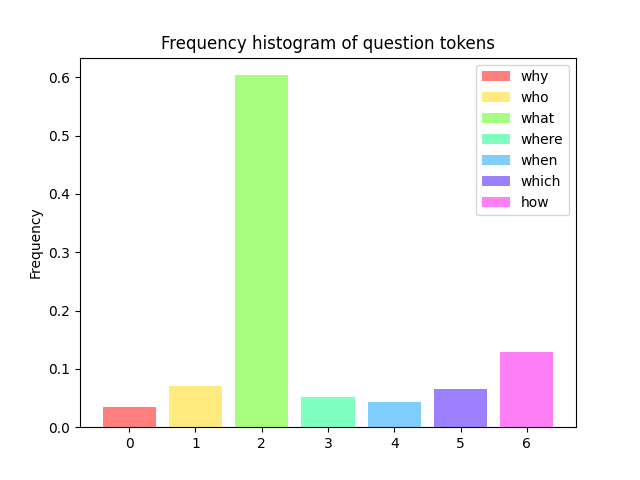 Frequency histogram of question tokens
why
who
what
where
when
which
how
Frequency
0.6
0.5
0.4
0.3
0.2
0.1
0.0
0 1 2 3 4 5 6